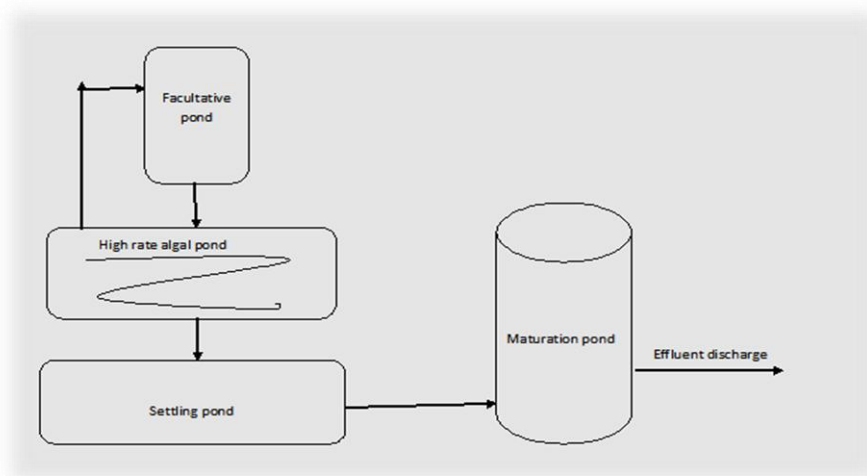 Facultative
pond
High rate algal pond
Settling pond
Maturation pond
Effluent discharge